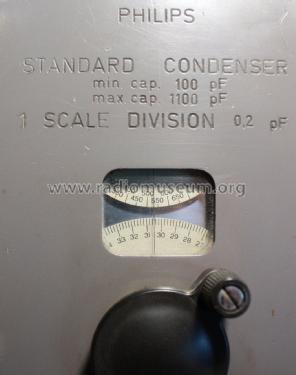 PHILIPS
STANDARD CONDENSER
min cap. 100 pF
max cap. 1100 pF
1 SCALE DIVISION 0,2 pF
www.radiomuseum.org
450 550 650
33 32 31 30 29 28